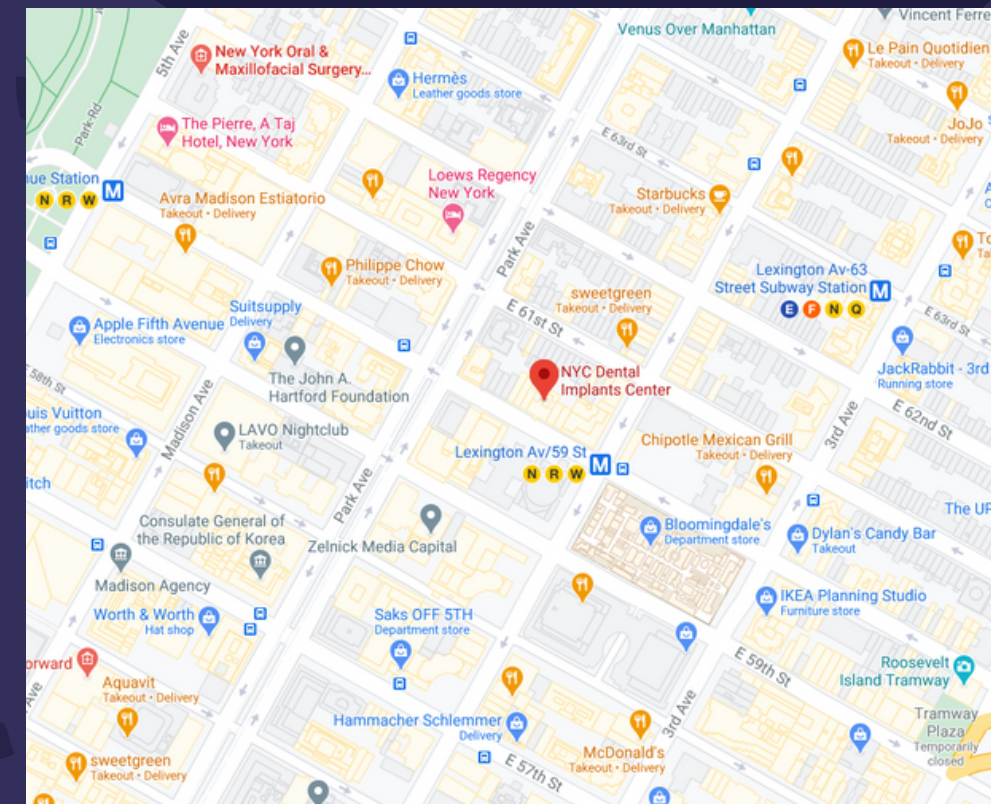 Vincent Ferre
Venus Over Manhattan
5th Ave
New York Oral &
Maxillofacial Surgery...
Le Pain Quotidien
Takeout • Delivery
Hermès
Leather goods store
Park Rd
The Pierre, A Taj
Hotel, New York
JoJo
Takeout • Delivery
E 63rd St
nue Station
N R W
M
Loews Regency
New York
Avra Madison Estiatorio
Takeout • Delivery
Starbucks
Takeout • Delivery
Park Ave
Philippe Chow
Takeout • Delivery
Lexington Av-63
Street Subway Station
M
E F N Q
sweetgreen
Takeout • Delivery
E 61st St
E 63rd St
Suitsupply
Delivery
Apple Fifth Avenue
Electronics store
The John A.
Hartford Foundation
NYC Dental
Implants Center
JackRabbit - 3rd
Running store
E 58th St
Madison Ave
3rd Ave
E 62nd St
uis Vuitton
ather goods store
LAVO Nightclub
Takeout
Lexington Av/59 St
N R W
M
Chipotle Mexican Grill
Takeout • Delivery
itch
Park Ave
The UP
Consulate General of
the Republic of Korea
Zelnick Media Capital
Bloomingdale's
Department store
Dylan's Candy Bar
Takeout
Madison Agency
Worth & Worth
Hat shop
Saks OFF 5TH
Department store
IKEA Planning Studio
Furniture store
E 59th St
orward
Ave
Aquavit
Takeout • Delivery
Roosevelt
Island Tramway
3rd Ave
Tramway
Plaza
Temporarily
closed
Hammacher Schlemmer
Delivery
McDonald's
Takeout • Delivery
sweetgreen
Takeout • Delivery
E 57th St